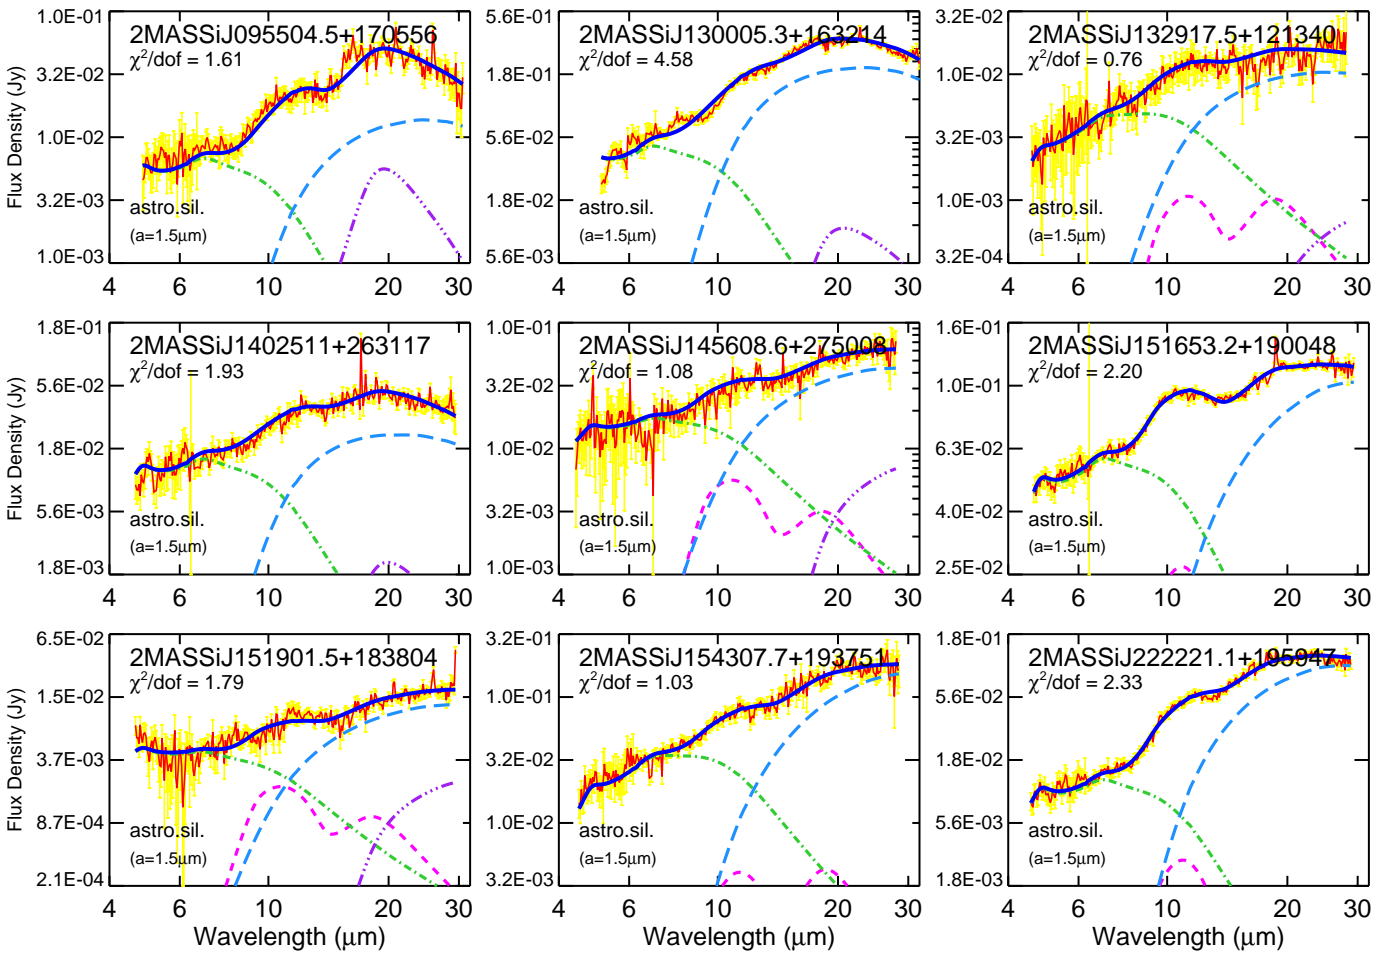 1.0E-01
3.2E-02
1.0E-02
3.2E-03
1.0E-03
Flux Density (Jy)
2MASSiJ095504.5+170556
χ²/dof = 1.61
astro.sil.
(a=1.5μm)
4 6 10 20 30
5.6E-01
1.8E-01
5.6E-02
1.8E-02
5.6E-03
2MASSiJ130005.3+163214
χ²/dof = 4.58
astro.sil.
(a=1.5μm)
4 6 10 20 30
3.2E-02
1.0E-02
3.2E-03
1.0E-03
3.2E-04
2MASSiJ132917.5+121340
χ²/dof = 0.76
astro.sil.
(a=1.5μm)
4 6 10 20 30
1.8E-01
5.6E-02
1.8E-02
5.6E-03
1.8E-03
Flux Density (Jy)
2MASSiJ1402511+263117
χ²/dof = 1.93
astro.sil.
(a=1.5μm)
4 6 10 20 30
1.0E-01
3.2E-02
1.0E-02
3.2E-03
1.0E-03
2MASSiJ145608.6+275008
χ²/dof = 1.08
astro.sil.
(a=1.5μm)
4 6 10 20 30
1.6E-01
1.0E-01
6.3E-02
4.0E-02
2.5E-02
2MASSiJ151653.2+190048
χ²/dof = 2.20
astro.sil.
(a=1.5μm)
4 6 10 20 30
6.5E-02
1.5E-02
3.7E-03
8.7E-04
2.1E-04
Flux Density (Jy)
2MASSiJ151901.5+183804
χ²/dof = 1.79
astro.sil.
(a=1.5μm)
4 6 10 20 30
Wavelength (μm)
3.2E-01
1.0E-01
3.2E-02
1.0E-02
3.2E-03
2MASSiJ154307.7+193751
χ²/dof = 1.03
astro.sil.
(a=1.5μm)
4 6 10 20 30
Wavelength (μm)
1.8E-01
5.6E-02
1.8E-02
5.6E-03
1.8E-03
2MASSiJ222221.1+195947
χ²/dof = 2.33
astro.sil.
(a=1.5μm)
4 6 10 20 30
Wavelength (μm)